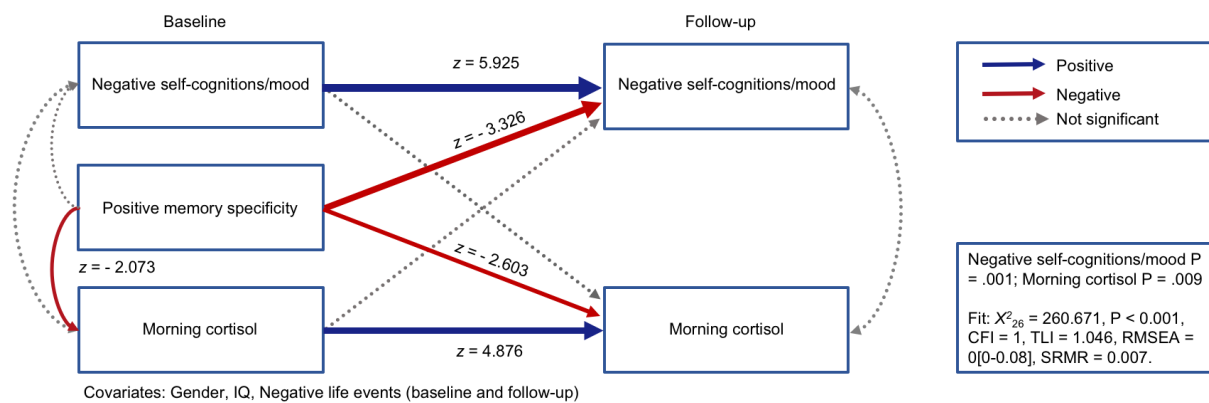 Baseline
Follow-up
Negative self-cognitions/mood
z = 5.925
Negative self-cognitions/mood
Positive
Negative
Not significant
z = - 3.326
Positive memory specificity
z = - 2.603
z = - 2.073
Morning cortisol
z = 4.876
Morning cortisol
Negative self-cognitions/mood P
= .001; Morning cortisol P = .009
Fit: X²₂₆ = 260.671, P < 0.001,
CFI = 1, TLI = 1.046, RMSEA =
0[0-0.08], SRMR = 0.007.
Covariates: Gender, IQ, Negative life events (baseline and follow-up)